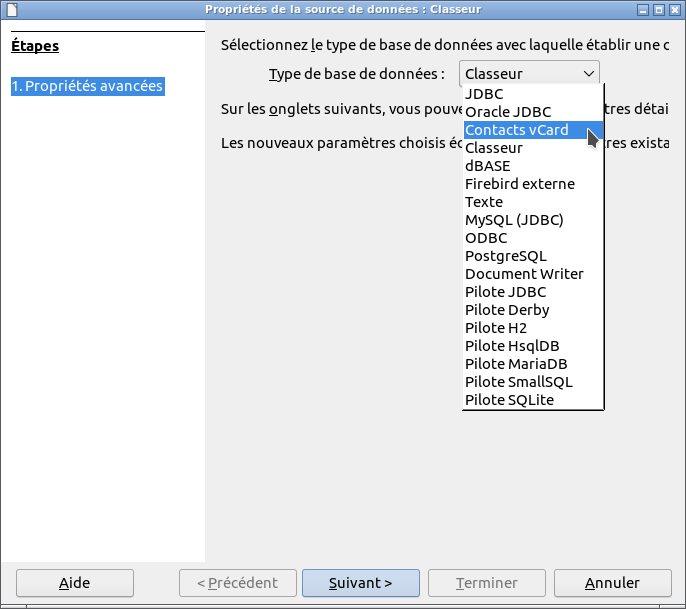 Propriétés de la source de données : Classeur
Étapes
1. Propriétés avancées
Sélectionnez le type de base de données avec laquelle établir une c
Type de base de données : Classeur
Sur les onglets suivants, vous pouve tres détai
Les nouveaux paramètres choisis éc res exista
JDBC
Oracle JDBC
Contacts vCard
Classeur
dBASE
Firebird externe
Texte
MySQL (JDBC)
ODBC
PostgreSQL
Document Writer
Pilote JDBC
Pilote Derby
Pilote H2
Pilote HsqlDB
Pilote MariaDB
Pilote SmallSQL
Pilote SQLite
Aide
< Précédent
Suivant >
Terminer
Annuler